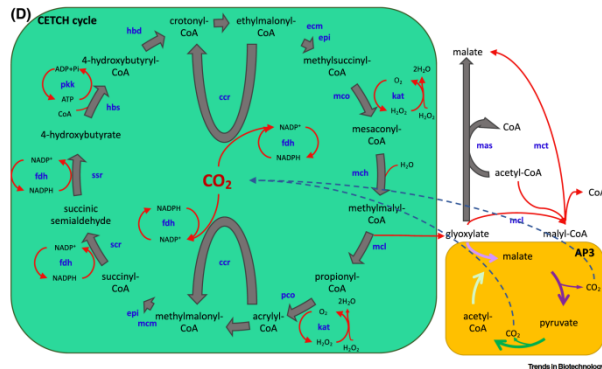 (D)
CETCH cycle
crotonyl-
CoA
ethylmalonyl-
CoA
hbd
ecm
epi
4-hydroxybutyryl-
CoA
methylsuccinyl-
CoA
ADP+Pi
pkk
ATP
CoA
hbs
ccr
mco
O₂
kat
H₂O₂
2H₂O
H₂O₂
4-hydroxybutyrate
mesaconyl-
CoA
NADP⁺
fdh
NADPH
NADP⁺
fdh
NADPH
ssr
CO₂
mch
H₂O
succinic
semialdehyde
NADPH
fdh
NADP⁺
methylmalyl-
CoA
NADP⁺
fdh
NADPH
scr
ccr
mcl
succinyl-
CoA
propionyl-
CoA
epi
mcm
methylmalonyl-
CoA
acrylyl-
CoA
pco
O₂
kat
H₂O₂
2H₂O
H₂O₂
malate
CoA
mas
mct
acetyl-CoA
CoA
mcl
glyoxylate
malyl-CoA
malate
AP3
CO₂
acetyl-
CoA
CO₂
pyruvate
Trends in Biotechnology